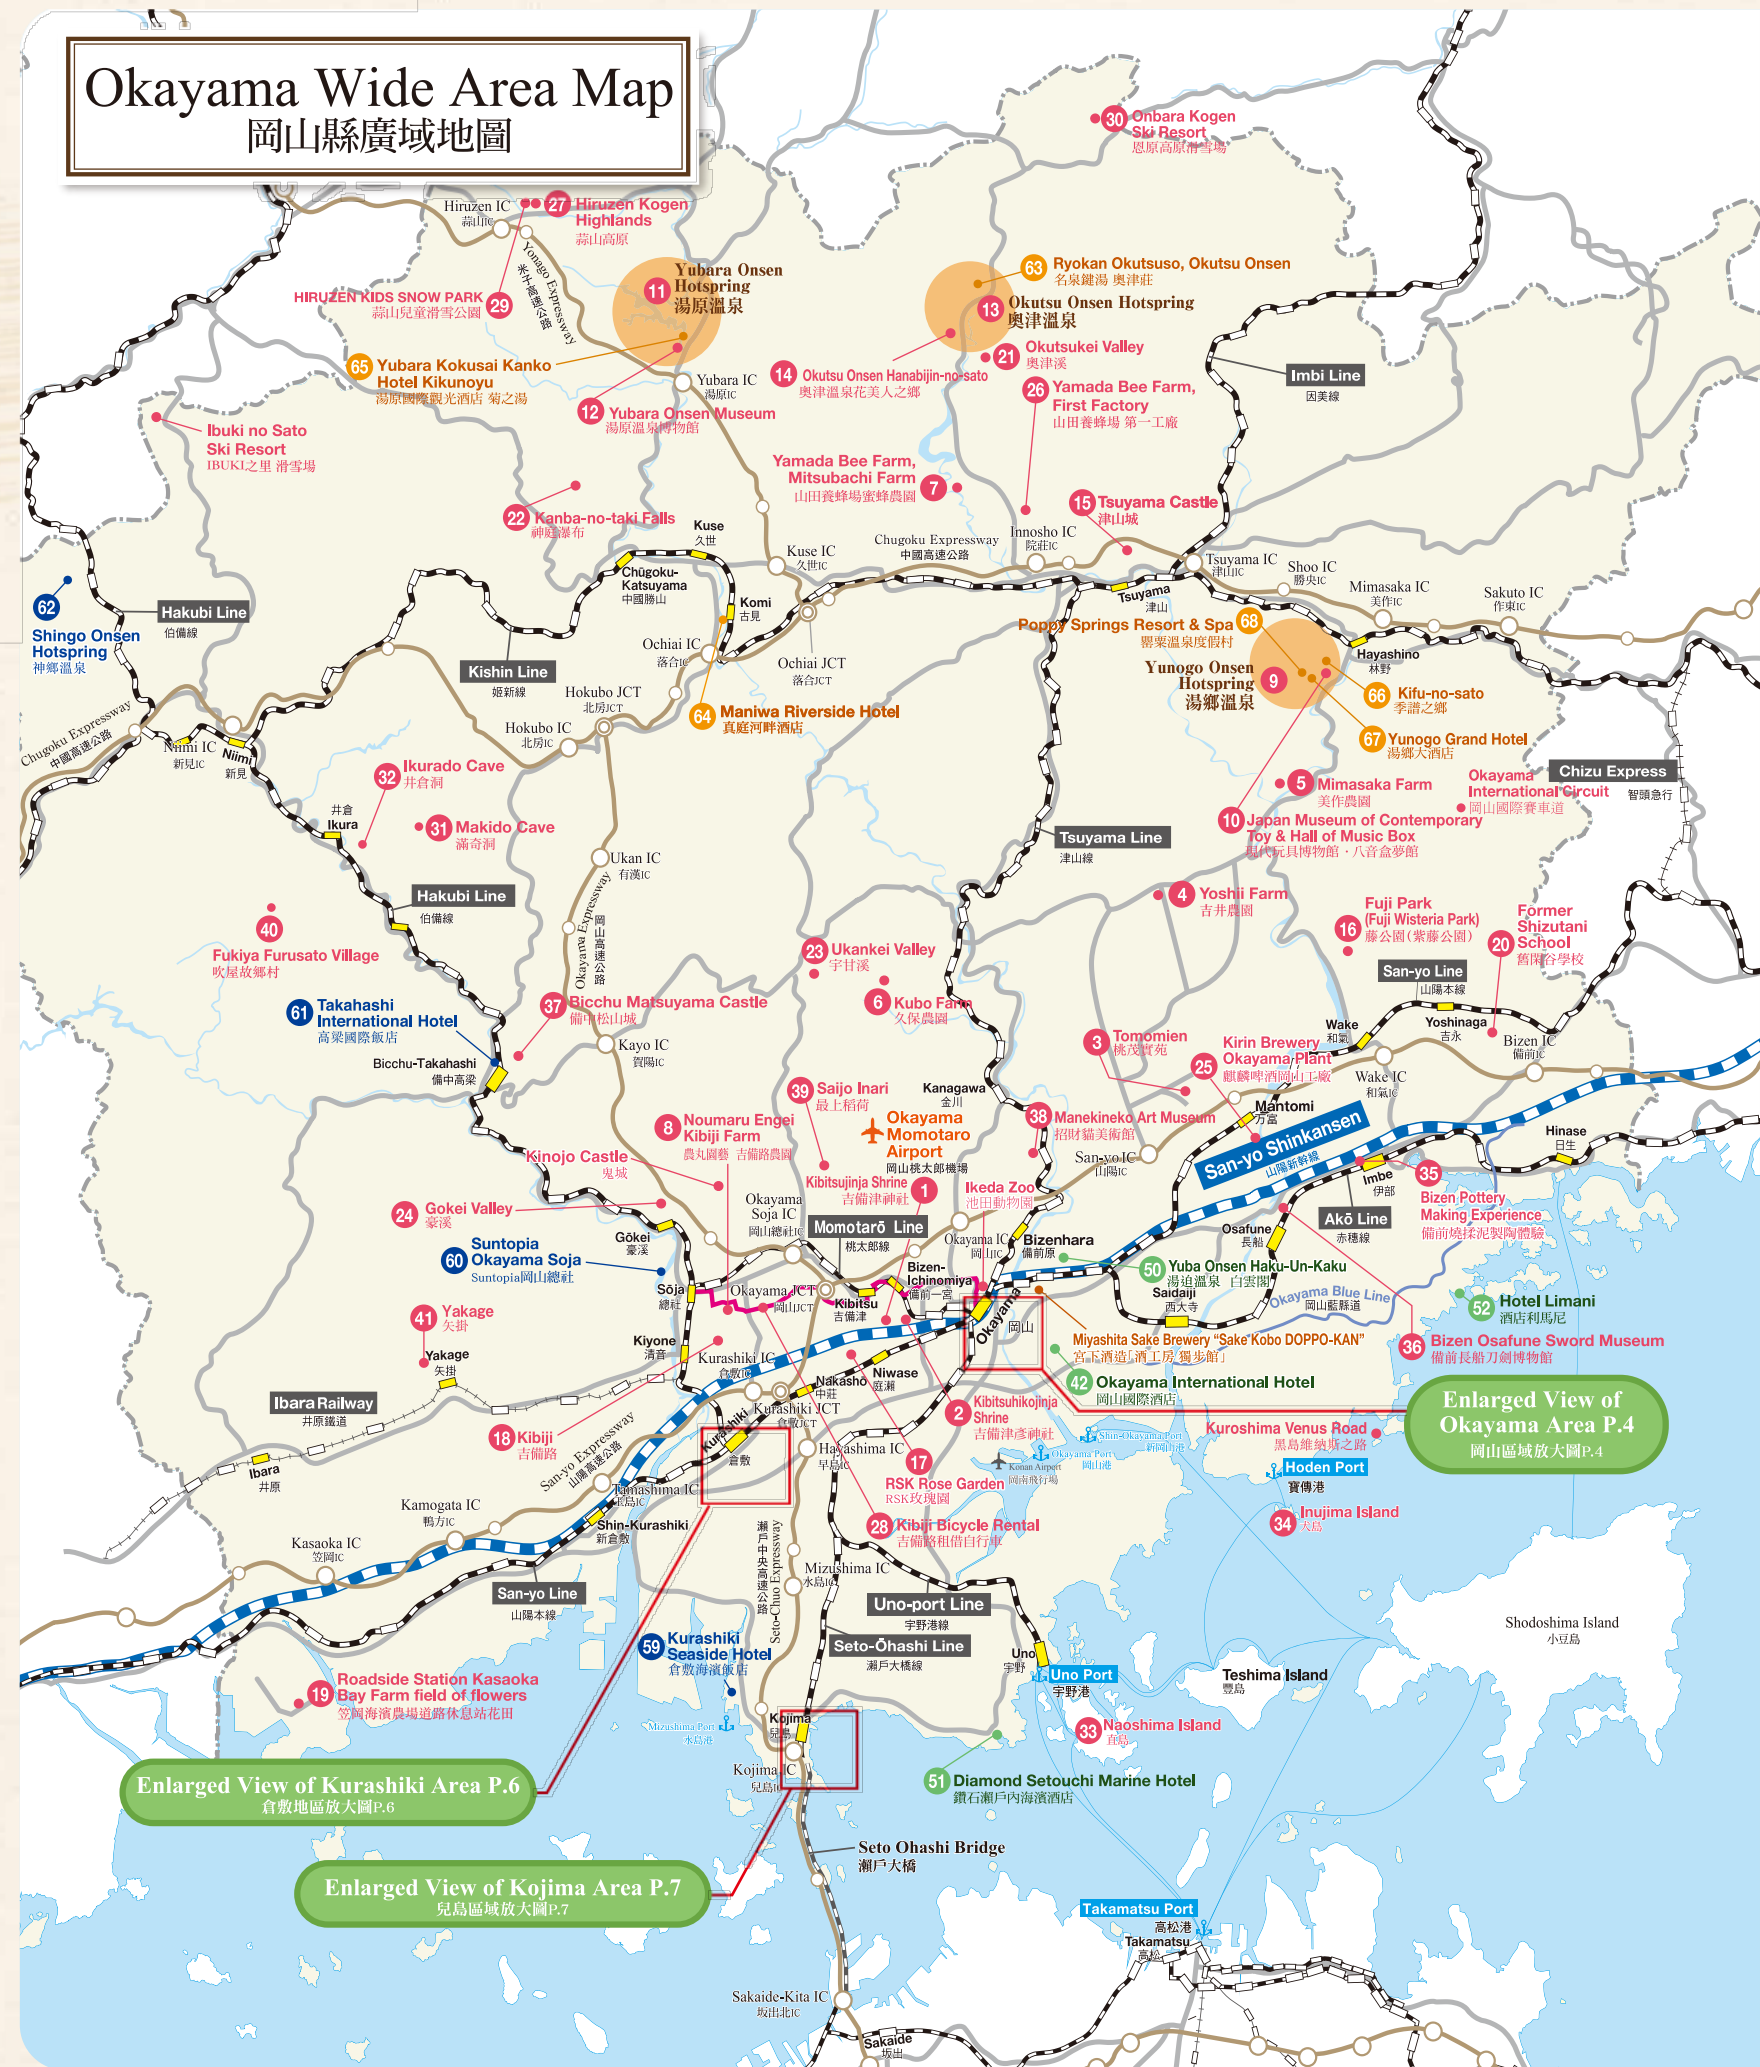 Okayama Wide Area Map
岡山縣廣域地圖
30 Onbara Kogen
Ski Resort
恩原高原滑雪場
Hiruzen IC
蒜山IC
27 Hiruzen Kogen
Highlands
蒜山高原
Yonago Expressway
米子高速公路
HIRUZEN KIDS SNOW PARK 29
蒜山兒童滑雪公園
11 Yubara Onsen
Hotspring
湯原溫泉
63 Ryokan Okutsuso, Okutsu Onsen
名泉鍵湯 奧津莊
13 Okutsu Onsen Hotspring
奧津溫泉
65 Yubara Kokusai Kanko
Hotel Kikunoyu
湯原國際觀光酒店 菊之湯
Yubara IC
湯原IC
14 Okutsu Onsen Hanabijin-no-sato
奧津溫泉花美人之鄉
21 Okutsukei Valley
奧津溪
26 Yamada Bee Farm,
First Factory
山田養蜂場 第一工廠
Imbi Line
因美線
12 Yubara Onsen Museum
湯原溫泉博物館
Ibuki no Sato
Ski Resort
IBUKI之里 滑雪場
Yamada Bee Farm,
Mitsubachi Farm 7
山田養蜂場蜜蜂農園
22 Kanba-no-taki Falls
神庭瀑布
15 Tsuyama Castle
津山城
Kuse
久世
Kuse IC
久世IC
Chugoku Expressway
中國高速公路
Innosho IC
院莊IC
Tsuyama IC
津山IC
Shoo IC
勝央IC
Mimasaka IC
美作IC
Sakuto IC
作東IC
Chūgoku-
Katsuyama
中國勝山
Komi
古見
Tsuyama
津山
62
Shingo Onsen
Hotspring
神鄉溫泉
Hakubi Line
伯備線
Kishin Line
姬新線
Ochiai IC
落合IC
Ochiai JCT
落合JCT
Poppy Springs Resort & Spa 68
罌粟溫泉度假村
Yunogo Onsen
Hotspring 9
湯鄉溫泉
Hayashino
林野
66 Kifu-no-sato
季譜之鄉
67 Yunogo Grand Hotel
湯鄉大酒店
Hokubo JCT
北房JCT
Hokubo IC
北房IC
64 Maniwa Riverside Hotel
真庭河畔酒店
Chugoku Expressway
中國高速公路
Niimi IC
新見IC
Niimi
新見
32 Ikurado Cave
井倉洞
井倉
Ikura
31 Makido Cave
滿奇洞
5 Mimasaka Farm
美作農園
Okayama
International Circuit
岡山國際賽車道
Chizu Express
智頭急行
10 Japan Museum of Contemporary
Toy & Hall of Music Box
現代玩具博物館・八音盒夢館
Tsuyama Line
津山線
Ukan IC
有漢IC
Okayama Expressway
岡山高速公路
Hakubi Line
伯備線
40
Fukiya Furusato Village
吹屋故鄉村
4 Yoshii Farm
吉井農園
16 Fuji Park
(Fuji Wisteria Park)
藤公園(紫藤公園)
20 Former
Shizutani
School
舊閑谷學校
23 Ukankei Valley
宇甘溪
6 Kubo Farm
久保農園
San-yo Line
山陽本線
61 Takahashi
International Hotel
高梁國際飯店
37 Bicchu Matsuyama Castle
備中松山城
Kayo IC
賀陽IC
Bicchu-Takahashi
備中高梁
3 Tomomien
桃茂實苑
25 Kirin Brewery
Okayama Plant
麒麟啤酒岡山工廠
Wake
和氣
Yoshinaga
吉永
Bizen IC
備前IC
Wake IC
和氣IC
Kanagawa
金川
39 Saijo Inari
最上稻荷
Okayama
Momotaro
Airport
岡山桃太郎機場
8 Noumaru Engei
Kibiji Farm
農丸園藝 吉備路農園
38 Manekineko Art Museum
招財貓美術館
Mantomi
万富
San-yo IC
山陽IC
San-yo Shinkansen
山陽新幹線
Hinase
日生
Imbe
伊部
Kinojo Castle
鬼城
Kibitsujinja Shrine 1
吉備津神社
Ikeda Zoo
池田動物園
35
Bizen Pottery
Making Experience
備前燒揉泥製陶體驗
24 Gokei Valley
豪溪
Gōkei
豪溪
Okayama
Soja IC
岡山總社IC
Momotarō Line
桃太郎線
Okayama IC
岡山IC
Bizenhara
備前原
Osafune
長船
Akō Line
赤穗線
60 Suntopia
Okayama Soja
Suntopia岡山總社
Sōja
總社
Okayama JCT
岡山JCT
Kibitsu
吉備津
Bizen-
Ichinomiya
備前一宮
50 Yuba Onsen Haku-Un-Kaku
湯迫溫泉 白雲閣
Saidaiji
西大寺
Okayama Blue Line
岡山藍縣道
52 Hotel Limani
酒店利馬尼
Okayama
岡山
Miyashita Sake Brewery “Sake Kobo DOPPO-KAN”
宮下酒造「酒工房 獨步館」
36 Bizen Osafune Sword Museum
備前長船刀劍博物館
41 Yakage
矢掛
Yakage
矢掛
Kiyone
清音
Kurashiki IC
倉敷IC
Nakashō
中莊
Niwase
庭瀬
42 Okayama International Hotel
岡山國際酒店
Enlarged View of
Okayama Area P.4
岡山區域放大圖P.4
Ibara Railway
井原鐵道
Kurashiki JCT
倉敷JCT
2 Kibitsuhikojinja
Shrine
吉備津彥神社
Kuroshima Venus Road
黑島維納斯之路
18 Kibiji
吉備路
Kurashiki
倉敷
Hayashima IC
早島IC
Shin-Okayama Port
新岡山港
Okayama Port
岡山港
Konan Airport
岡南飛行場
Hoden Port
寶傳港
Ibara
井原
San-yo Expressway
山陽高速公路
17
RSK Rose Garden
RSK玫瑰園
Tamashima IC
玉島IC
34 Inujima Island
犬島
Kamogata IC
鴨方IC
Shin-Kurashiki
新倉敷
28 Kibiji Bicycle Rental
吉備路租借自行車
Kasaoka IC
笠岡IC
Seto-Chuo Expressway
瀨戶中央高速公路
Mizushima IC
水島IC
San-yo Line
山陽本線
Uno-port Line
宇野港線
Shodoshima Island
小豆島
59 Kurashiki
Seaside Hotel
倉敷海濱飯店
Seto-Ōhashi Line
瀨戶大橋線
Uno
宇野
Uno Port
宇野港
Teshima Island
豐島
19 Roadside Station Kasaoka
Bay Farm field of flowers
笠岡海濱農場道路休息站花田
Mizushima Port
水島港
Kojima
兒島
33 Naoshima Island
直島
Kojima IC
兒島IC
51 Diamond Setouchi Marine Hotel
鑽石瀨戶內海濱酒店
Enlarged View of Kurashiki Area P.6
倉敷地區放大圖P.6
Seto Ohashi Bridge
瀨戶大橋
Enlarged View of Kojima Area P.7
兒島區域放大圖P.7
Takamatsu Port
高松港
Takamatsu
高松
Sakaide-Kita IC
坂出北IC
Sakaide
坂出